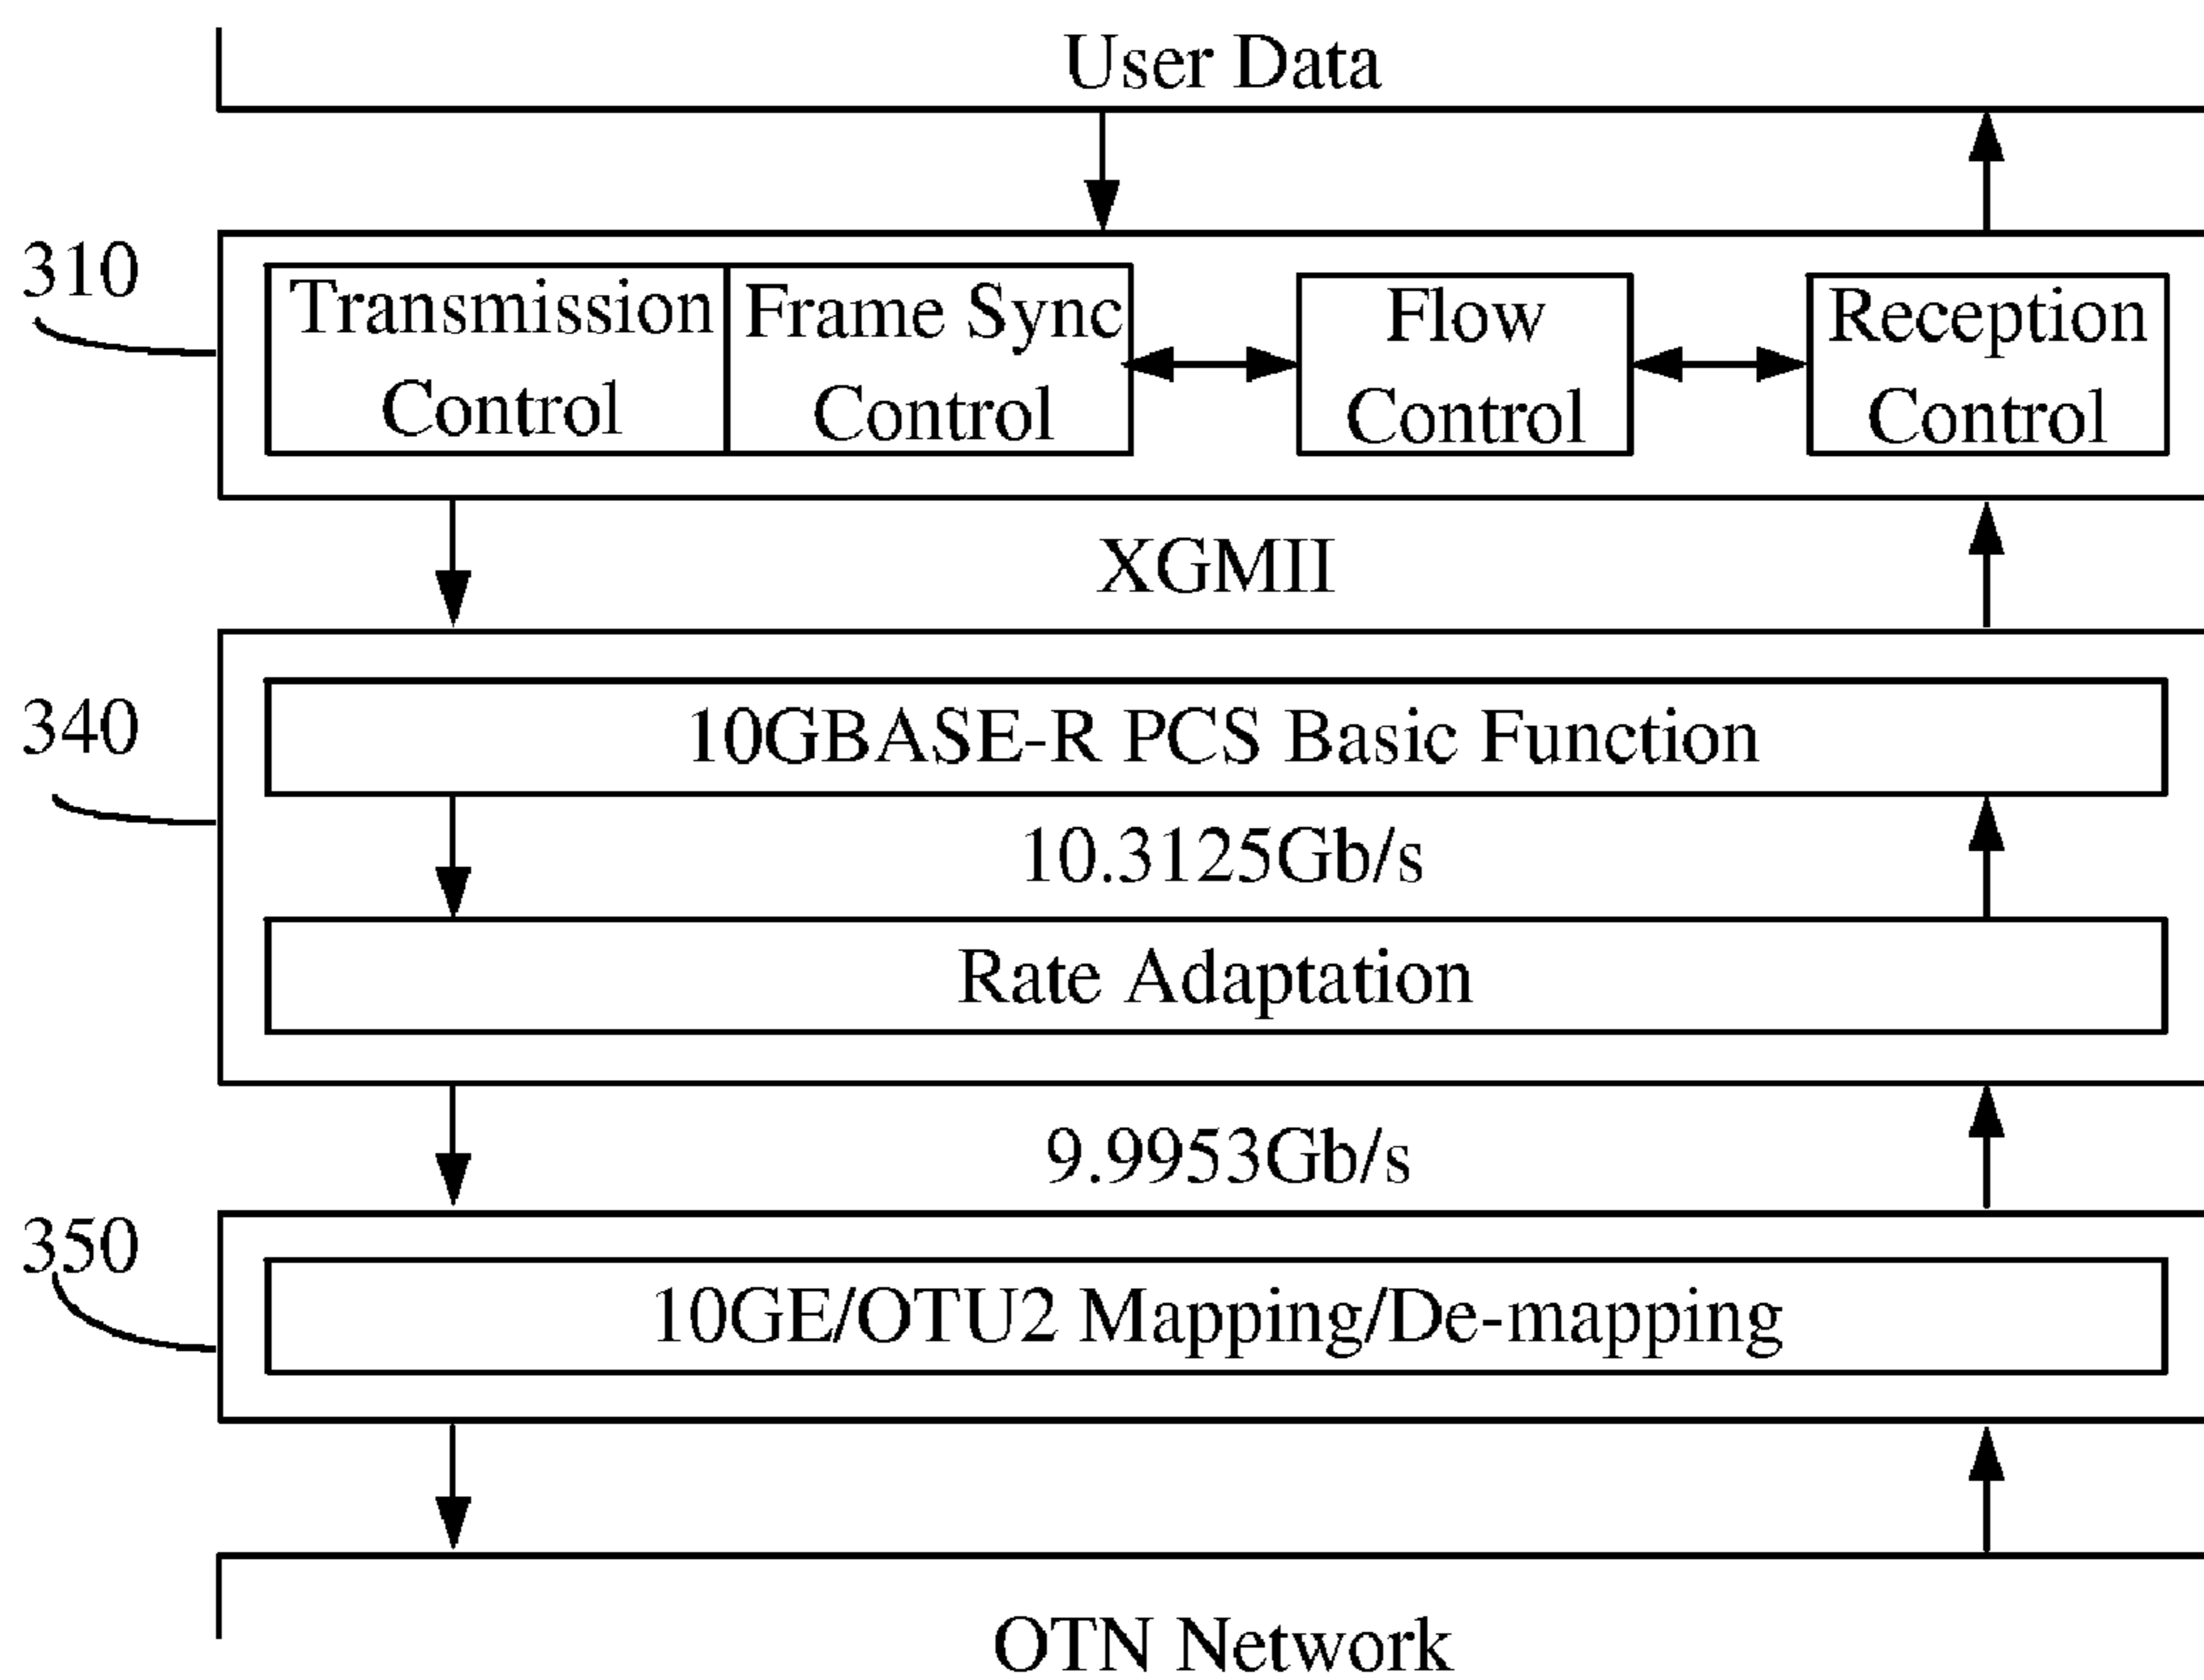 User Data
310
Transmission Control
Frame Sync Control
Flow Control
Reception Control
XGMII
340
10GBASE-R PCS Basic Function
10.3125Gb/s
Rate Adaptation
9.9953Gb/s
350
10GE/OTU2 Mapping/De-mapping
OTN Network